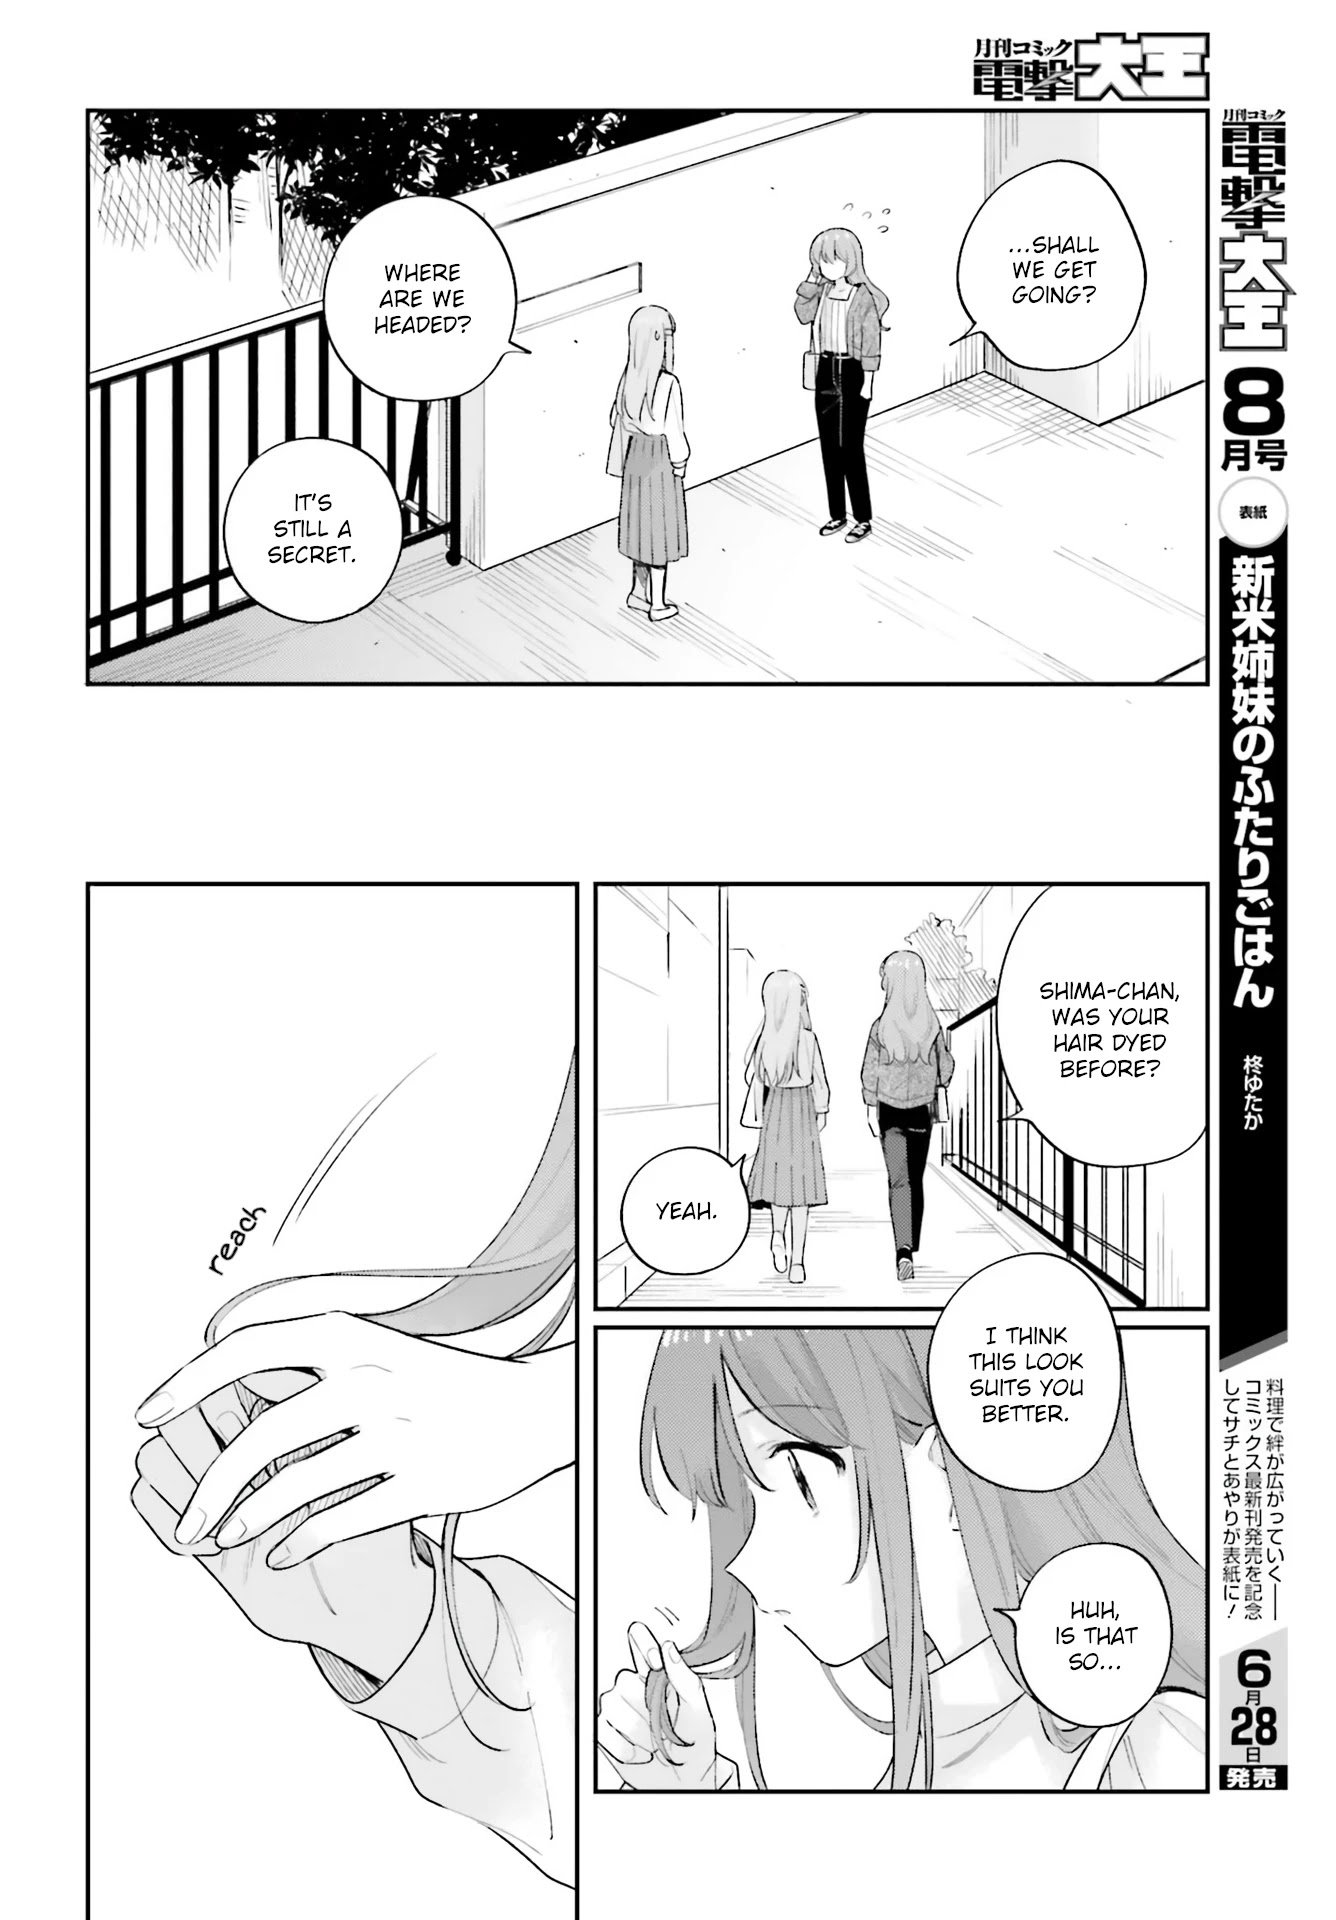 月刊コミック
電撃大王
...SHALL
WE GET
GOING?
WHERE
ARE WE
HEADED?
IT'S
STILL A
SECRET.
SHIMA-CHAN,
WAS YOUR
HAIR DYED
BEFORE?
YEAH.
I THINK
THIS LOOK
SUITS YOU
BETTER.
HUH,
IS THAT
SO...
reach
月刊コミック
電撃大王
8
月号
表紙
新米姉妹のふたりごはん
柊ゆたか
料理で絆が広がっていく――
コミックス最新刊発売を記念
してサチとあやりが表紙に!
6
月
28
日
発売